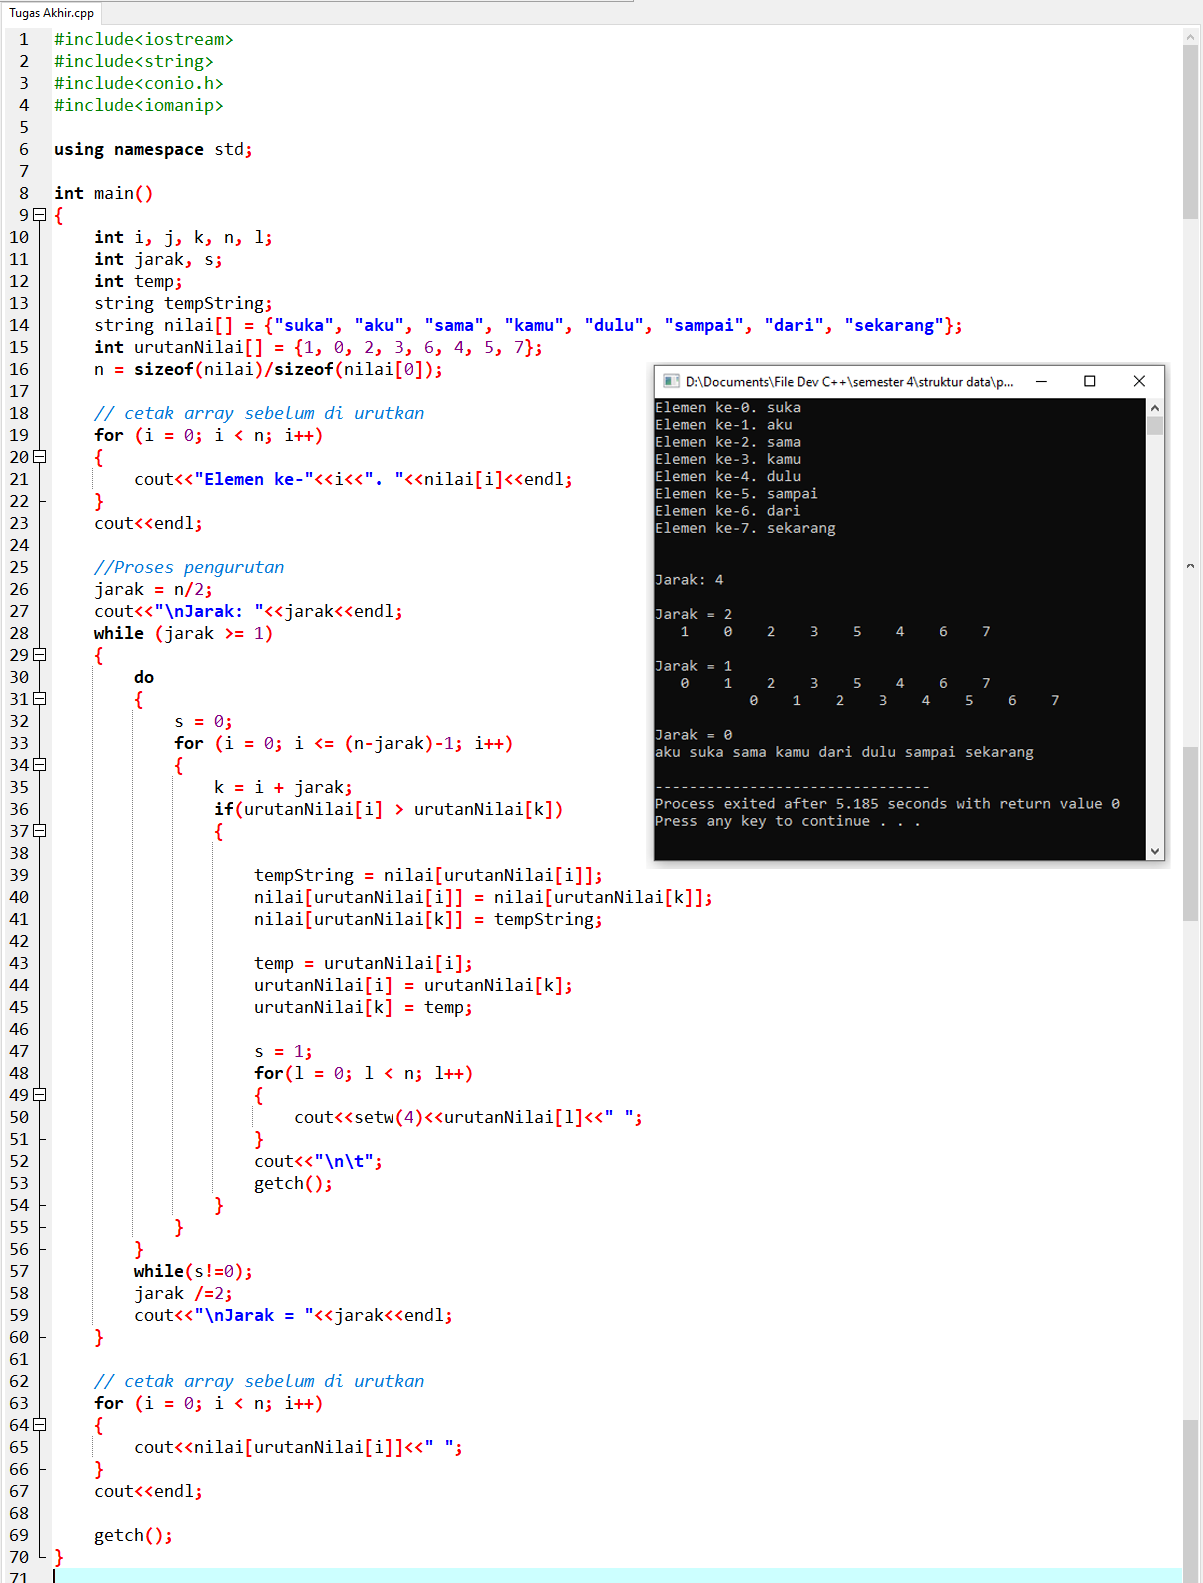 Tugas Akhir.cpp
1 #include<iostream>
2 #include<string>
3 #include<conio.h>
4 #include<iomanip>
5
6 using namespace std;
7
8 int main()
9 {
10 int i, j, k, n, l;
11 int jarak, s;
12 int temp;
13 string tempString;
14 string nilai[] = {"suka", "aku", "sama", "kamu", "dulu", "sampai", "dari", "sekarang"};
15 int urutanNilai[] = {1, 0, 2, 3, 6, 4, 5, 7};
16 n = sizeof(nilai)/sizeof(nilai[0]);
17
18 // cetak array sebelum di urutkan
19 for (i = 0; i < n; i++)
20 {
21 cout<<"Elemen ke-"<<i<<". "<<nilai[i]<<endl;
22 }
23 cout<<endl;
24
25 //Proses pengurutan
26 jarak = n/2;
27 cout<<"\nJarak: "<<jarak<<endl;
28 while (jarak >= 1)
29 {
30 do
31 {
32 s = 0;
33 for (i = 0; i <= (n-jarak)-1; i++)
34 {
35 k = i + jarak;
36 if(urutanNilai[i] > urutanNilai[k])
37 {
38
39 tempString = nilai[urutanNilai[i]];
40 nilai[urutanNilai[i]] = nilai[urutanNilai[k]];
41 nilai[urutanNilai[k]] = tempString;
42
43 temp = urutanNilai[i];
44 urutanNilai[i] = urutanNilai[k];
45 urutanNilai[k] = temp;
46
47 s = 1;
48 for(l = 0; l < n; l++)
49 {
50 cout<<setw(4)<<urutanNilai[l]<<" ";
51 }
52 cout<<"\n\t";
53 getch();
54 }
55 }
56 }
57 while(s!=0);
58 jarak /=2;
59 cout<<"\nJarak = "<<jarak<<endl;
60 }
61
62 // cetak array sebelum di urutkan
63 for (i = 0; i < n; i++)
64 {
65 cout<<nilai[urutanNilai[i]]<<" ";
66 }
67 cout<<endl;
68
69 getch();
70 }
71
D:\Documents\File Dev C++\semester 4\struktur data\p...
Elemen ke-0. suka
Elemen ke-1. aku
Elemen ke-2. sama
Elemen ke-3. kamu
Elemen ke-4. dulu
Elemen ke-5. sampai
Elemen ke-6. dari
Elemen ke-7. sekarang
Jarak: 4
Jarak = 2
1 0 2 3 5 4 6 7
Jarak = 1
0 1 2 3 5 4 6 7
0 1 2 3 4 5 6 7
Jarak = 0
aku suka sama kamu dari dulu sampai sekarang
--------------------------------
Process exited after 5.185 seconds with return value 0
Press any key to continue . . .